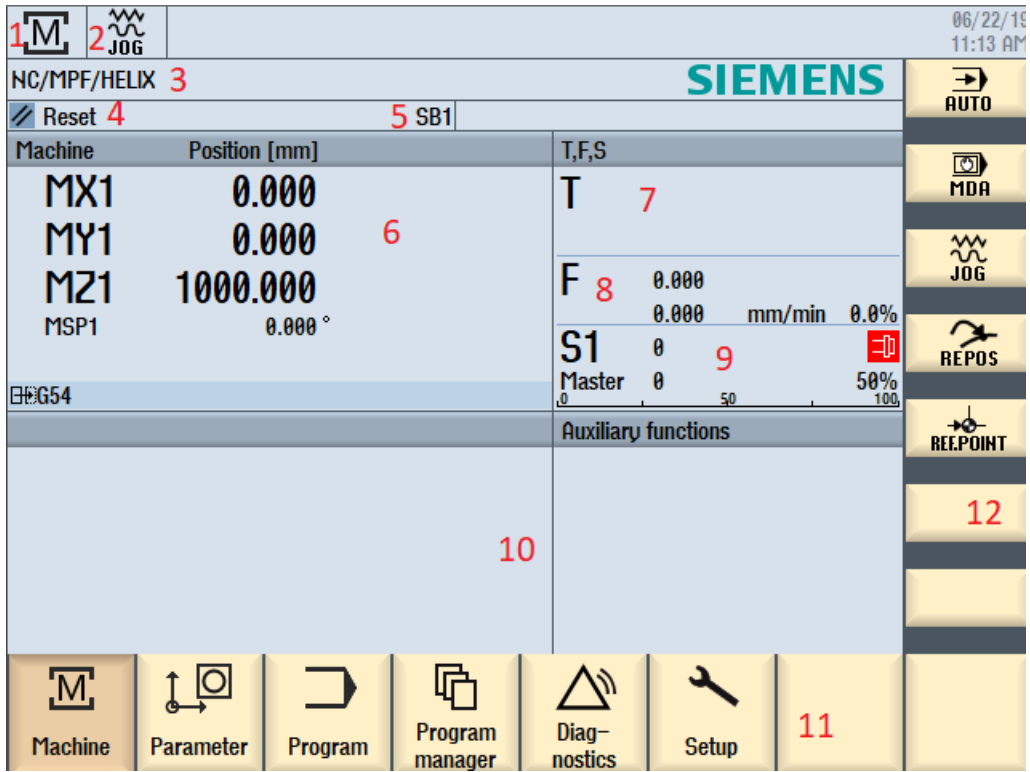 1 M 2 JOG
06/22/19
11:13 AM
NC/MPF/HELIX 3
SIEMENS
Reset 4 5 SB1
Machine Position [mm]
MX1 0.000
MY1 0.000 6
MZ1 1000.000
MSP1 0.000 °
G54
T,F,S
T 7
F 8 0.000
0.000 mm/min 0.0%
S1 0 9
Master 0 50%
0 50 100
Auxiliary functions
10
AUTO
MDA
JOG
REPOS
REF.POINT
12
M
Machine
Parameter
Program
Program
manager
Diag-
nostics
Setup
11